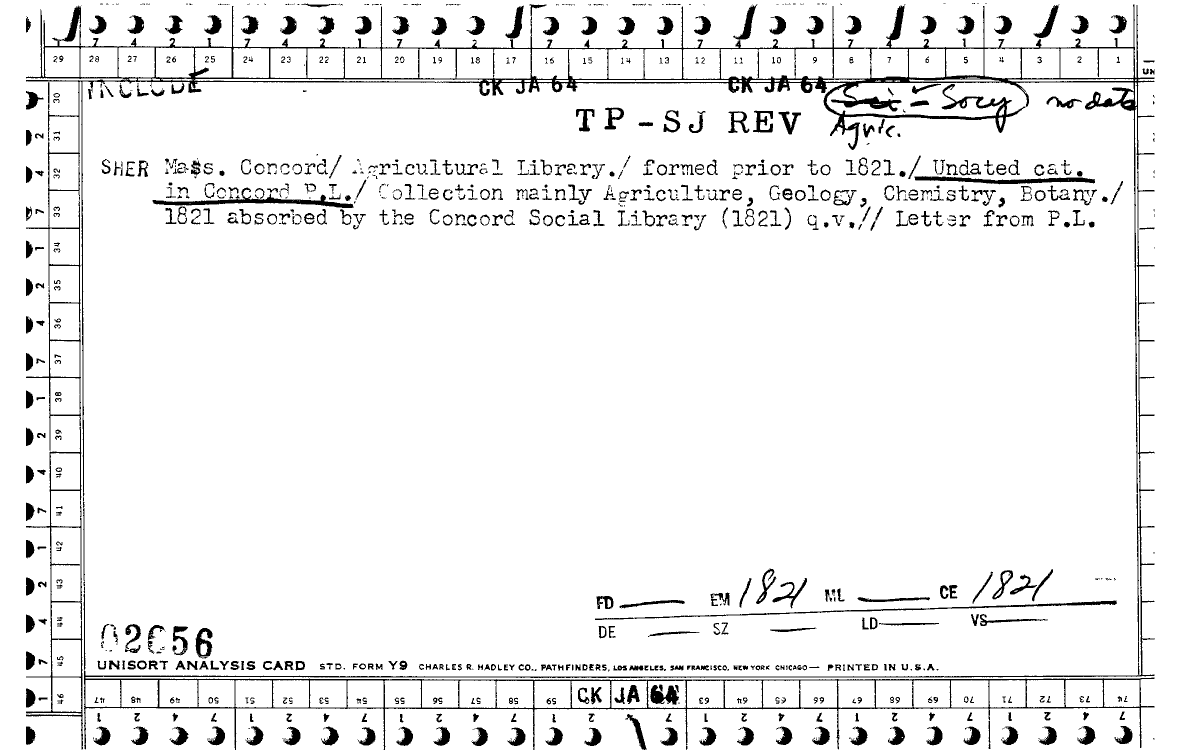 7 4 2 1 7 4 2 1 7 4 2 1 7 4 2 1 7 4 2 1 7 4 2 1 7 4 2 1
29 28 27 26 25 24 23 22 21 20 19 18 17 16 15 14 13 12 11 10 9 8 7 6 5 4 3 2 1
INCLUDE CK JA 64 CK JA 64 Sci. - Socy no date
TP-SJ REV Agric.
SHER Mass. Concord/ Agricultural Library./ formed prior to 1821./ Undated cat.
in Concord P.L./ Collection mainly Agriculture, Geology, Chemistry, Botany./
1821 absorbed by the Concord Social Library (1821) q.v.// Letter from P.L.
30
31
32
33
34
35
36
37
38
39
40
41
42
43
44
45
46
FD EM 1821 ML CE 1821
DE SZ LD VS
02656
UNISORT ANALYSIS CARD STD. FORM Y9 CHARLES R. HADLEY CO., PATHFINDERS, LOS ANGELES, SAN FRANCISCO, NEW YORK CHICAGO — PRINTED IN U.S.A.
47 48 49 50 51 52 53 54 55 56 57 58 59 CK JA 64 63 64 65 66 67 68 69 70 71 72 73 74
1 2 4 7 1 2 4 7 1 2 4 7 1 2 7 1 2 4 7 1 2 4 7 1 2 4 7